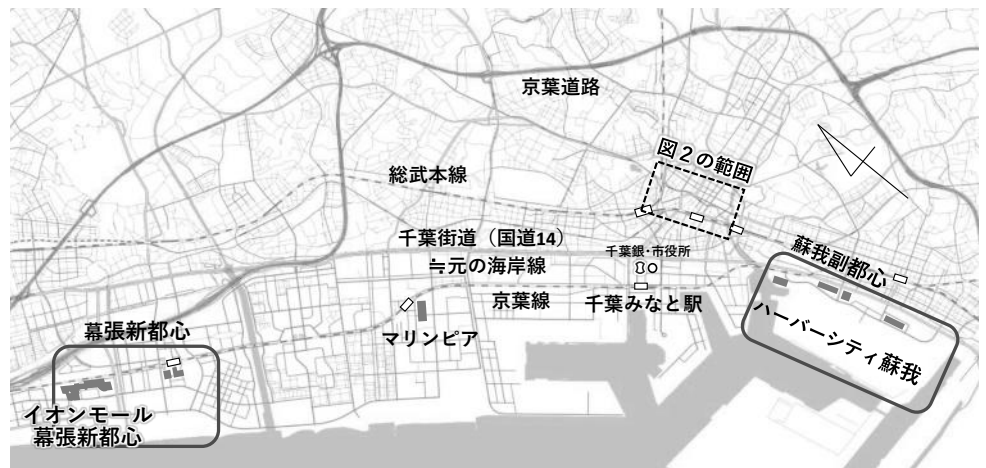 京葉道路
図２の範囲
総武本線
千葉街道（国道14）
≒元の海岸線
千葉銀･市役所
蘇我副都心
京葉線
千葉みなと駅
マリンピア
ハーバーシティ蘇我
幕張新都心
イオンモール
幕張新都心